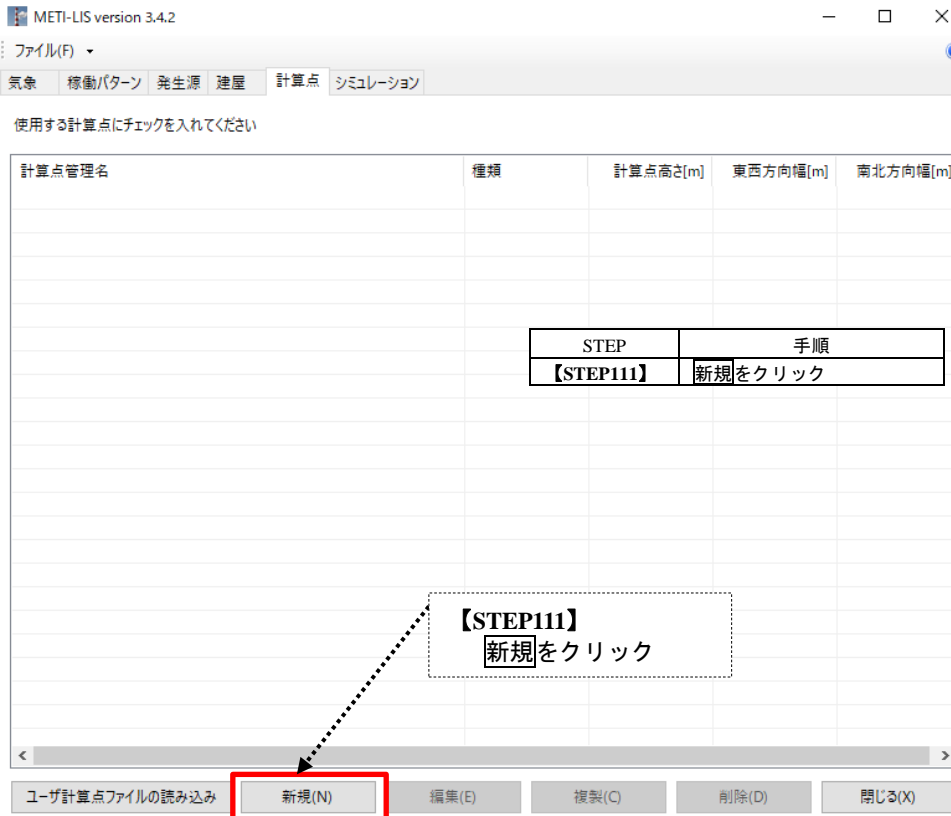 METI-LIS version 3.4.2
ファイル(F)
気象 稼働パターン 発生源 建屋 計算点 シミュレーション
使用する計算点にチェックを入れてください
計算点管理名 種類 計算点高さ[m] 東西方向幅[m] 南北方向幅[m]
STEP 手順
【STEP111】 新規をクリック
【STEP111】
新規をクリック
ユーザ計算点ファイルの読み込み 新規(N) 編集(E) 複製(C) 削除(D) 閉じる(X)